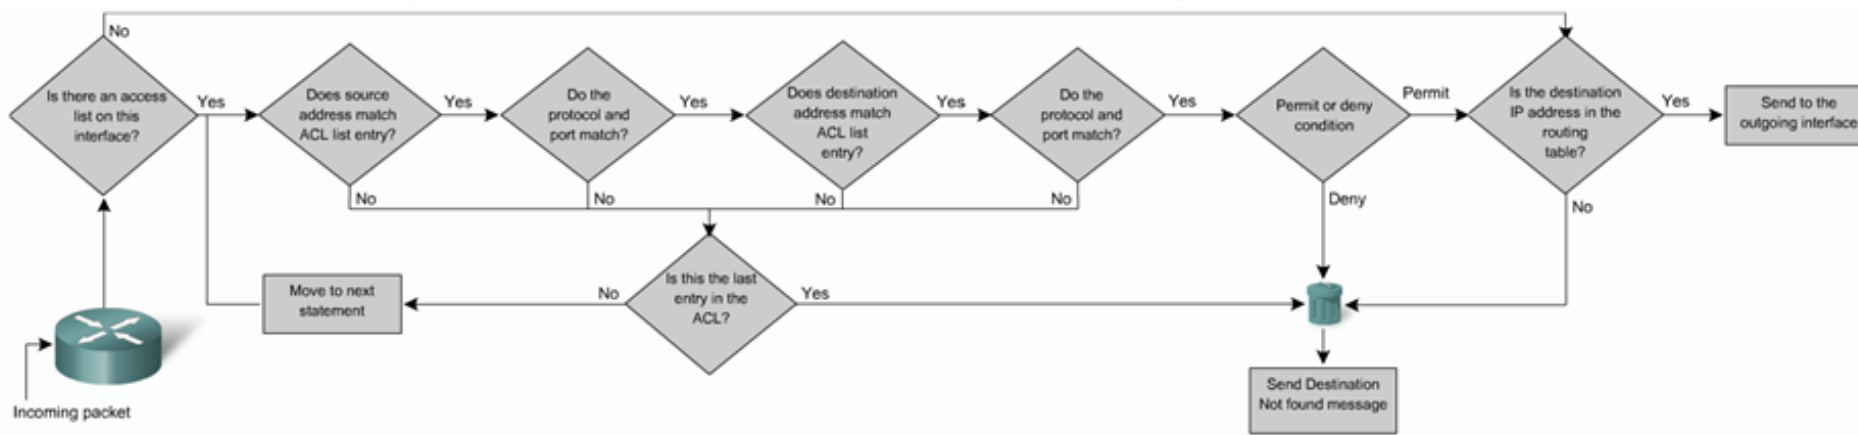 No
Is there an access
list on this
interface?
Yes
Does source
address match
ACL list entry?
Yes
Do the
protocol and
port match?
Yes
Does destination
address match
ACL list
entry?
Yes
Do the
protocol and
port match?
Yes
Permit or deny
condition
Permit
Is the destination
IP address in the
routing
table?
Yes
Send to the
outgoing interface
No
No
No
No
Deny
No
Move to next
statement
No
Is this the last
entry in the
ACL?
Yes
Incoming packet
Send Destination
Not found message